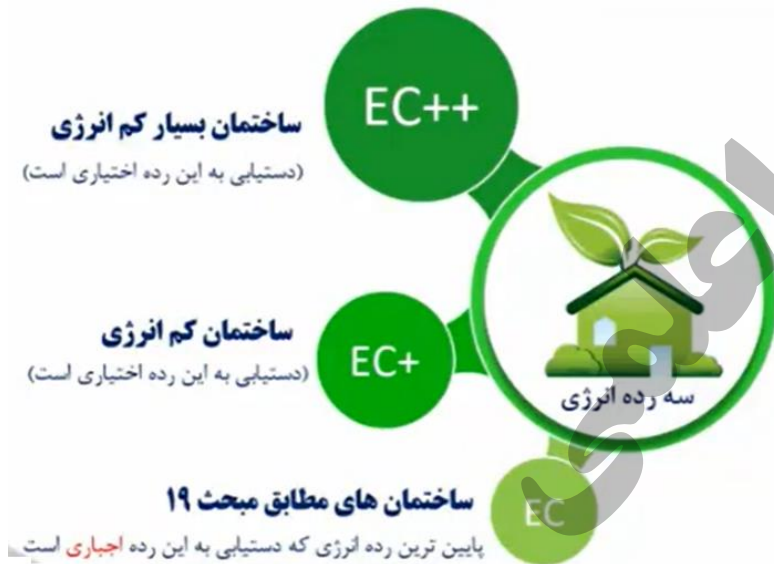 EC++
ساختمان بسیار کم انرژی
(دستیابی به این رده اختیاری است)
ساختمان کم انرژی
(دستیابی به این رده اختیاری است)
EC+
سه رده انرژی
ساختمان های مطابق مبحث ۱۹
پایین ترین رده انرژی که دستیابی به این رده اجباری است
EC